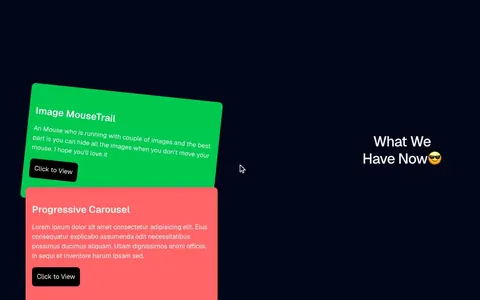 Image MouseTrail
An Mouse who is running with couple of images and the best
part is you can hide all the images when you don't move your
mouse. I hope you'll love it
Click to View
Progressive Carousel
Lorem ipsum dolor sit amet consectetur adipisicing elit. Eius
consequatur explicabo assumenda odit necessitatibus
possimus ducimus aliquam. Ullam dignissimos animi officiis,
in sequi et inventore harum ipsam sed.
Click to View
What We
Have Now😎